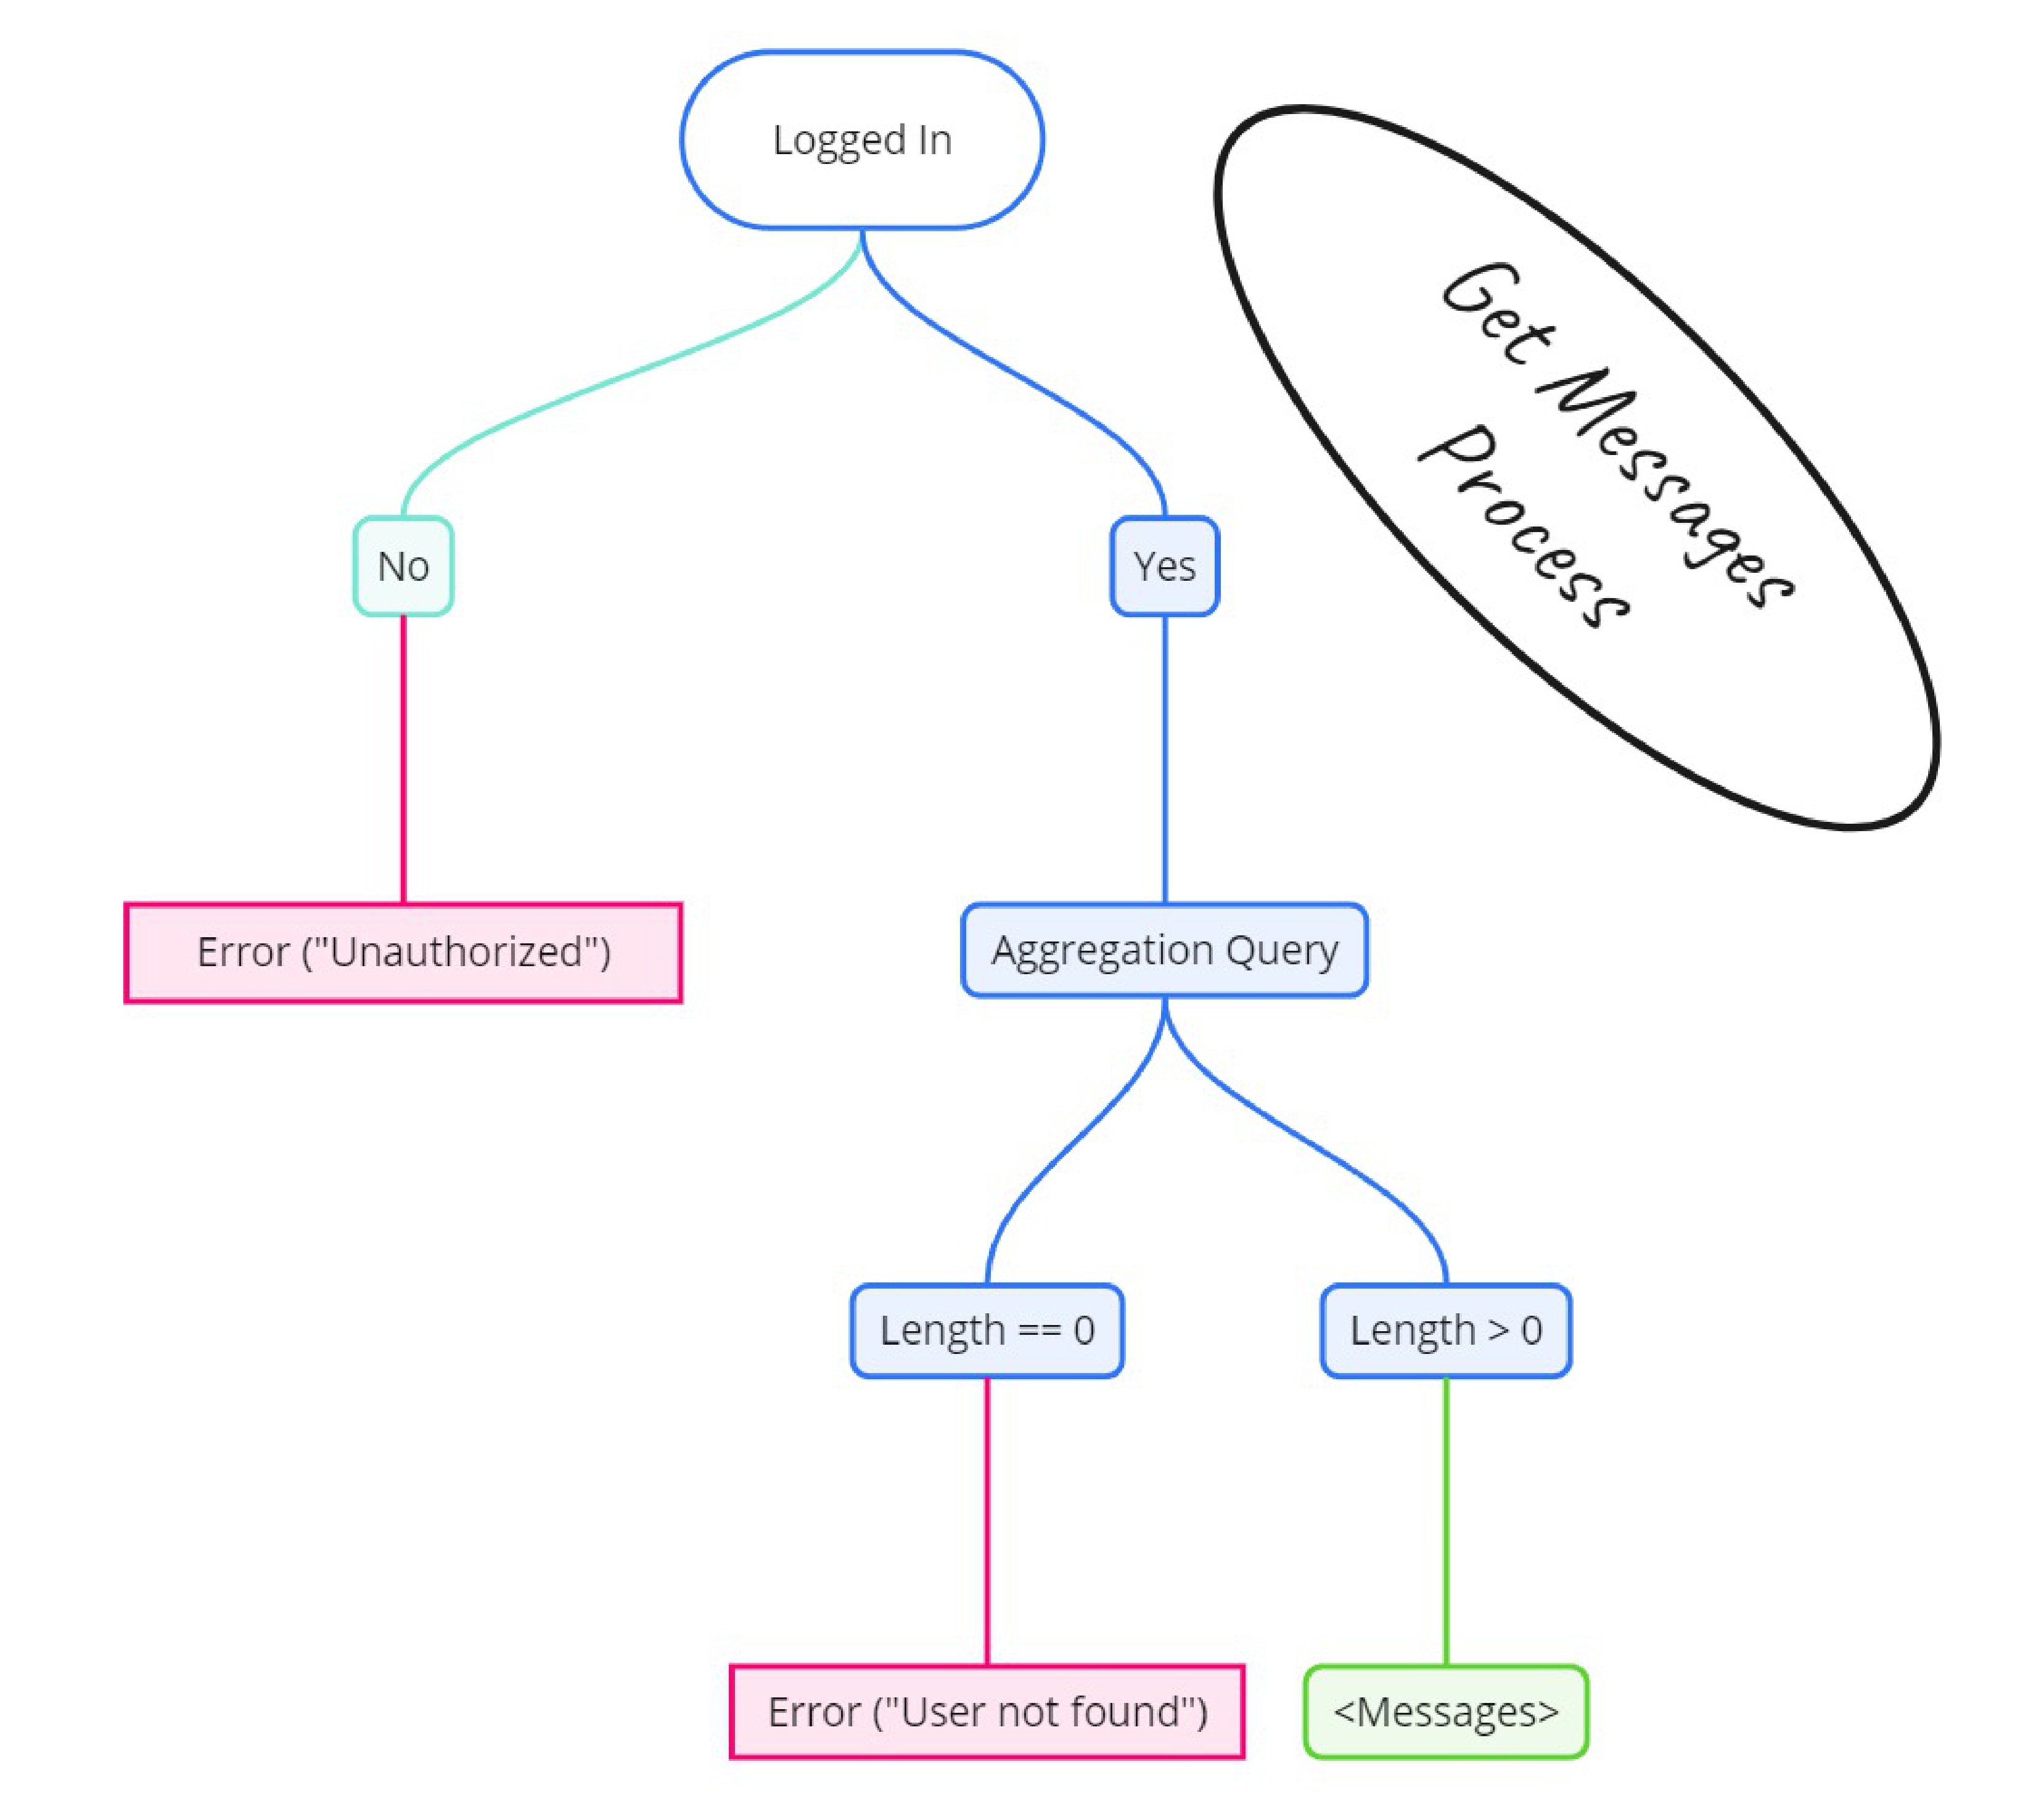 Logged In
Get Messages
Process
No
Yes
Error ("Unauthorized")
Aggregation Query
Length == 0
Length > 0
Error ("User not found")
<Messages>